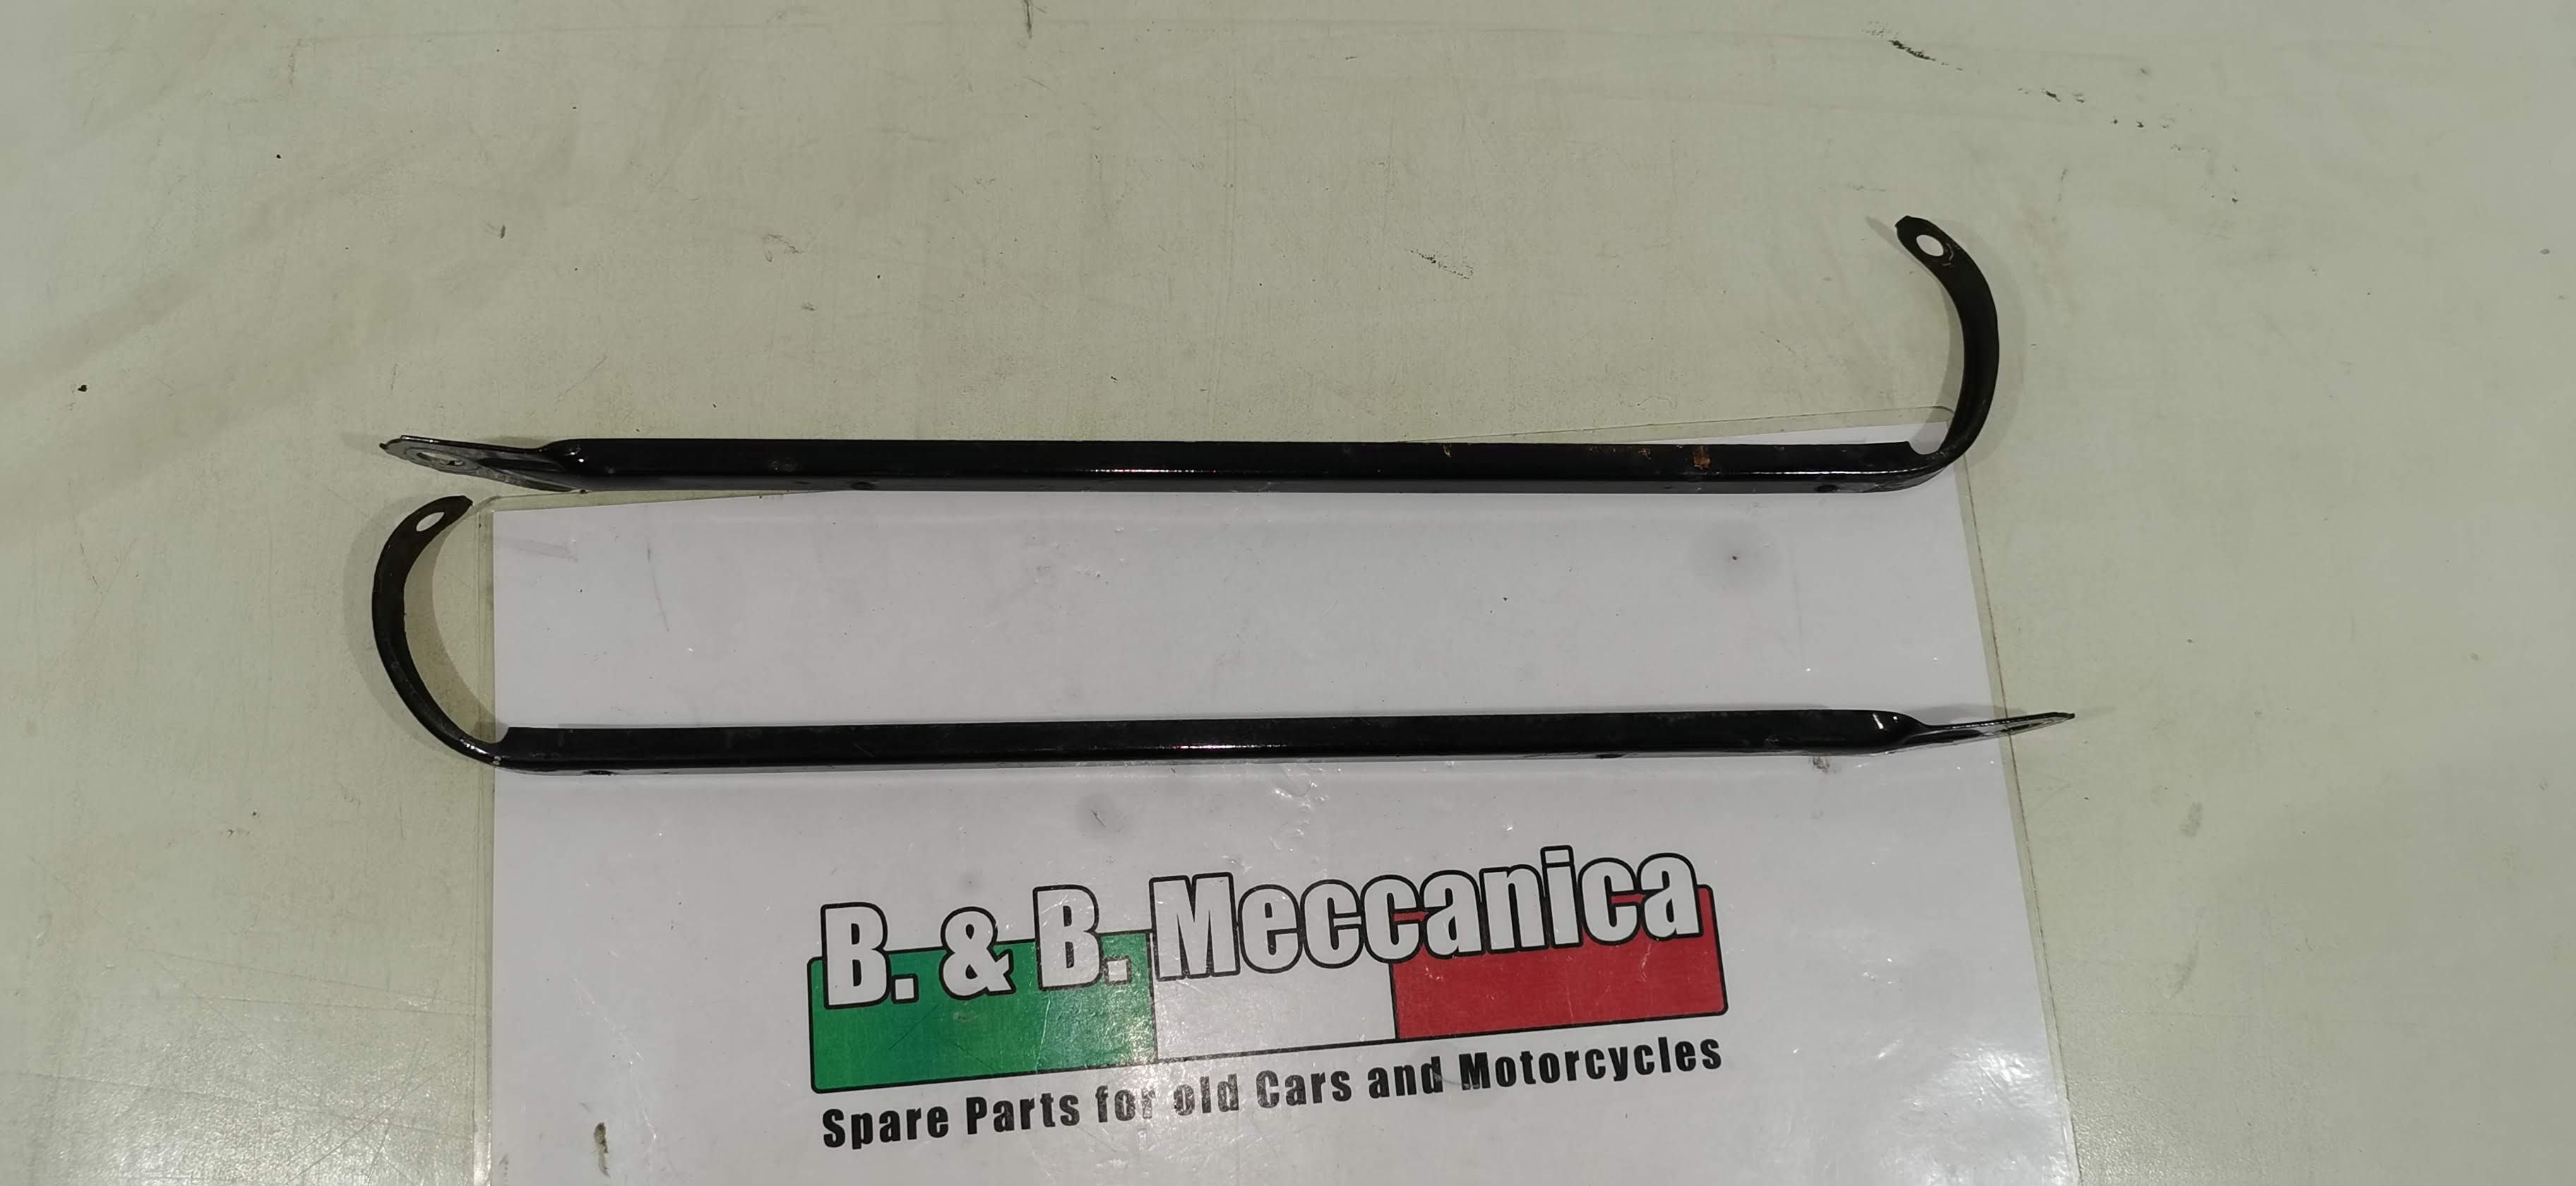 B. & B. Meccanica
Spare Parts for old Cars and Motorcycles